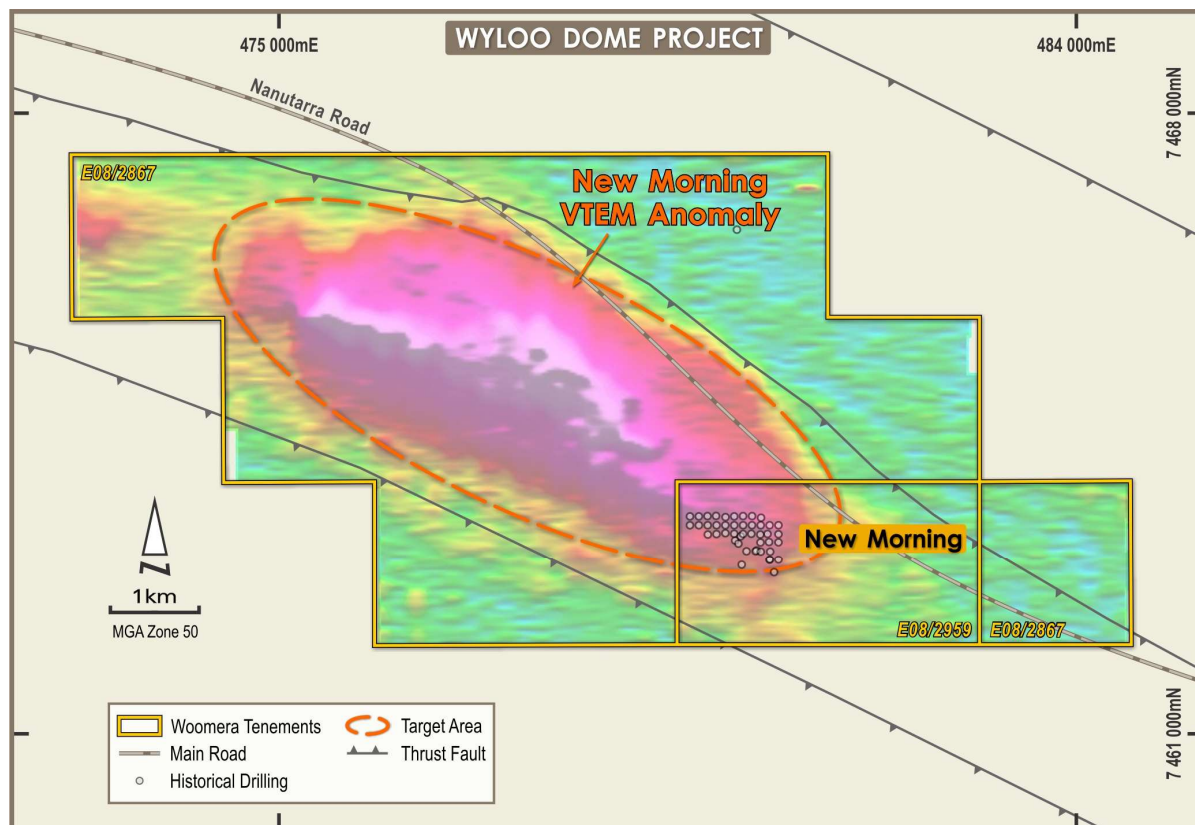 WYLOO DOME PROJECT
475 000mE
484 000mE
7 468 000mN
Nanutarra Road
E08/2867
New Morning
VTEM Anomaly
New Morning
E08/2959
E08/2867
N
1km
MGA Zone 50
Woomera Tenements
Target Area
Main Road
Thrust Fault
Historical Drilling
7 461 000mN